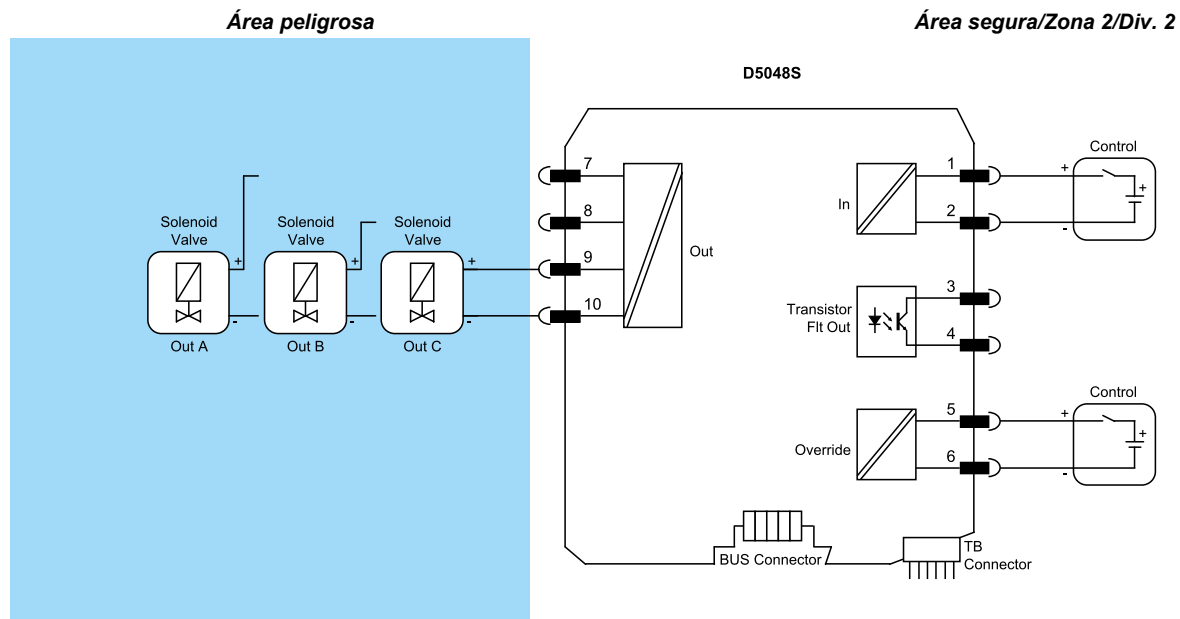 Área peligrosa
Área segura/Zona 2/Div. 2
D5048S
Solenoid
Valve
+
-
Out A
Solenoid
Valve
+
-
Out B
Solenoid
Valve
+
-
Out C
7
8
9
10
Out
In
1
2
+
-
Control
+
Transistor
Flt Out
3
4
Override
5
6
+
-
Control
+
BUS Connector
TB
Connector